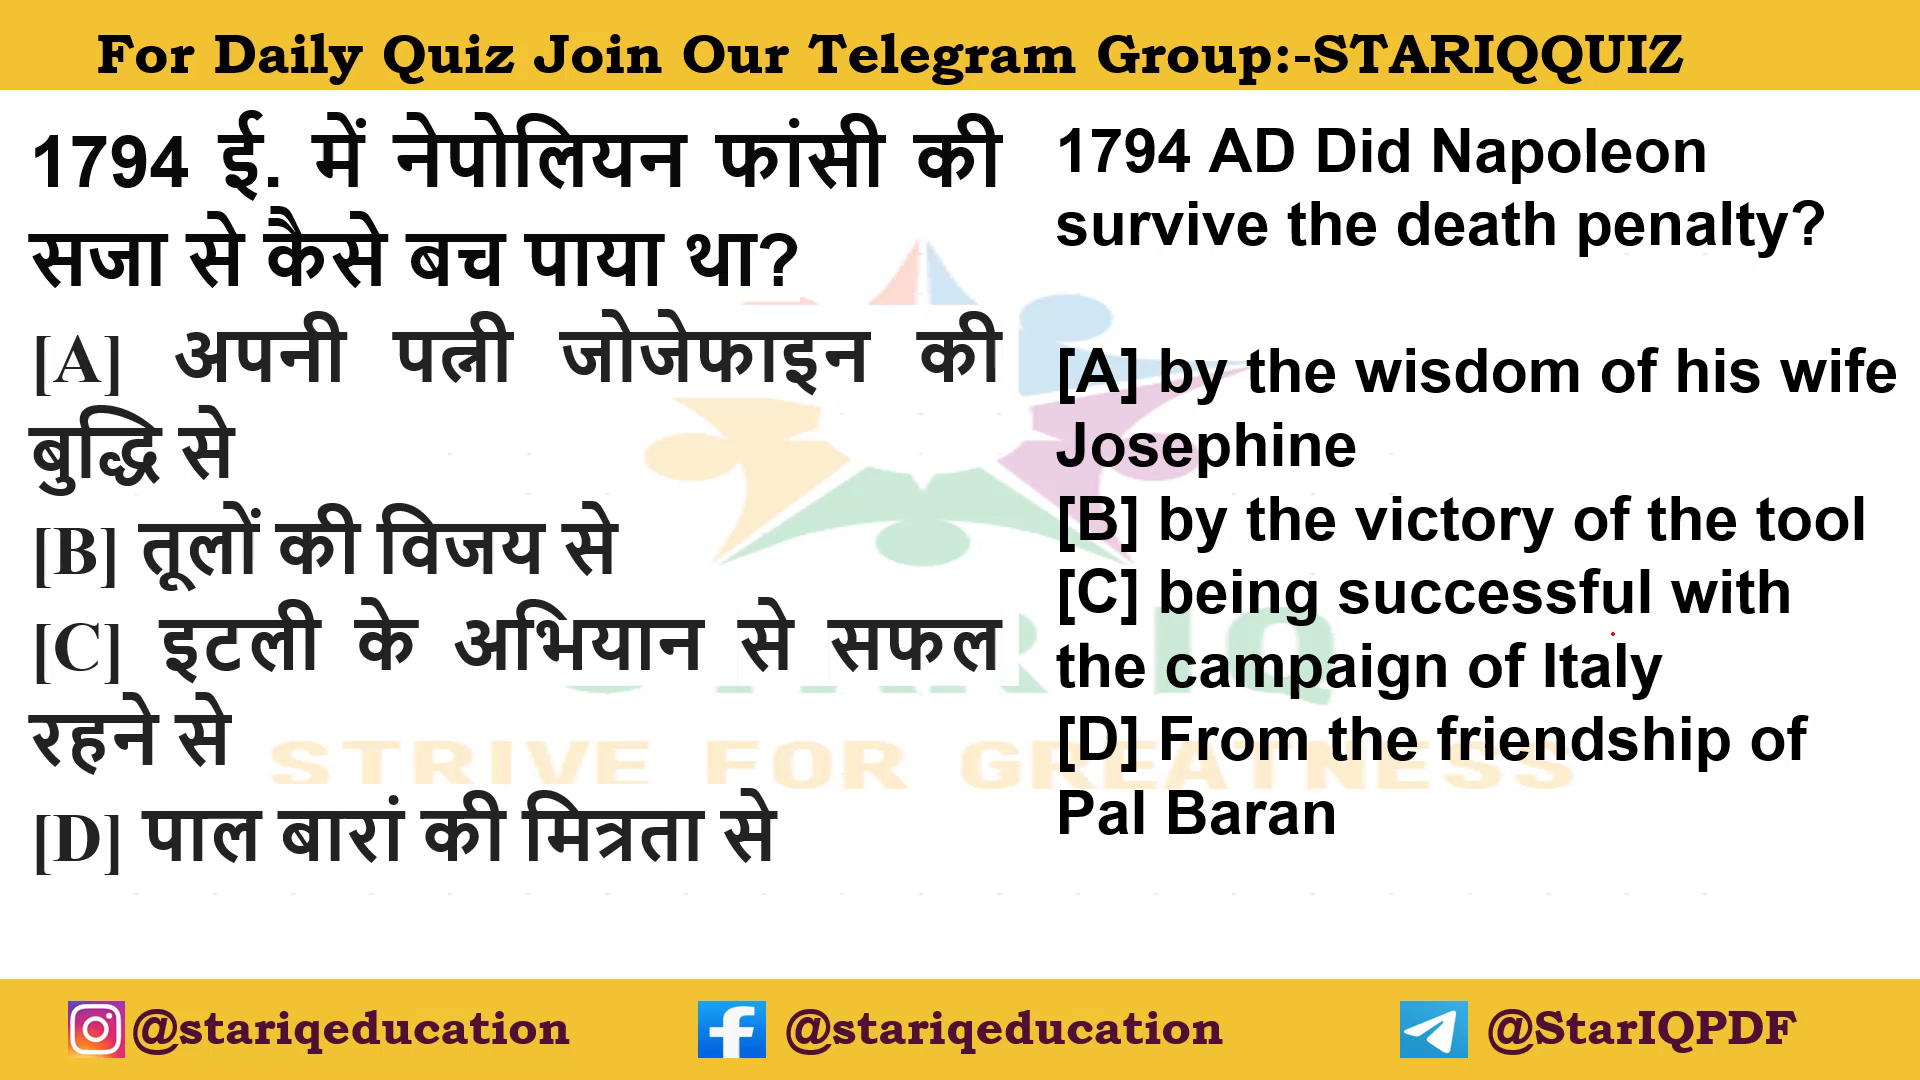 For Daily Quiz Join Our Telegram Group:-STARIQQUIZ
1794 ई. में नेपोलियन फांसी की
सजा से कैसे बच पाया था?
[A] अपनी पत्नी जोजेफाइन की
बुद्धि से
[B] तूलों की विजय से
[C] इटली के अभियान से सफल
रहने से
[D] पाल बारां की मित्रता से
1794 AD Did Napoleon
survive the death penalty?
[A] by the wisdom of his wife
Josephine
[B] by the victory of the tool
[C] being successful with
the campaign of Italy
[D] From the friendship of
Pal Baran
STAR IQ
STRIVE FOR GREATNESS
@stariqeducation
@stariqeducation
@StarIQPDF